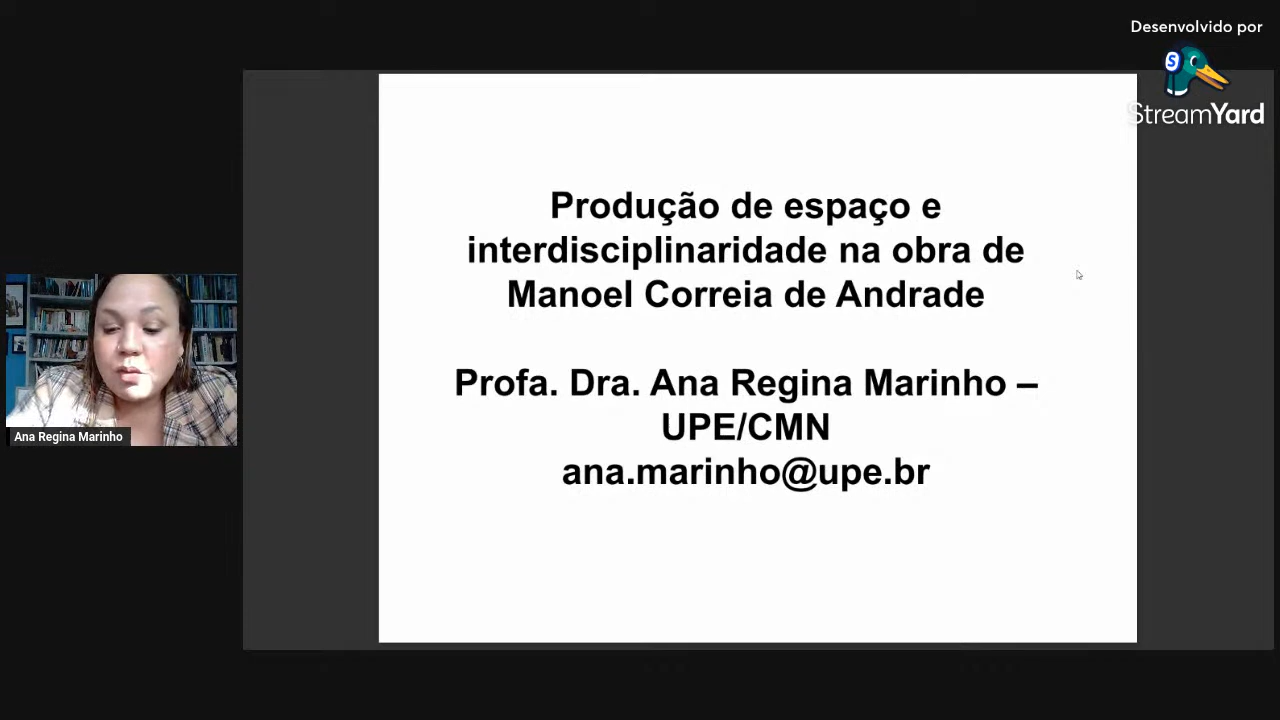 Desenvolvido por
StreamYard
Produção de espaço e
interdisciplinaridade na obra de
Manoel Correia de Andrade
Profa. Dra. Ana Regina Marinho –
UPE/CMN
ana.marinho@upe.br
Ana Regina Marinho